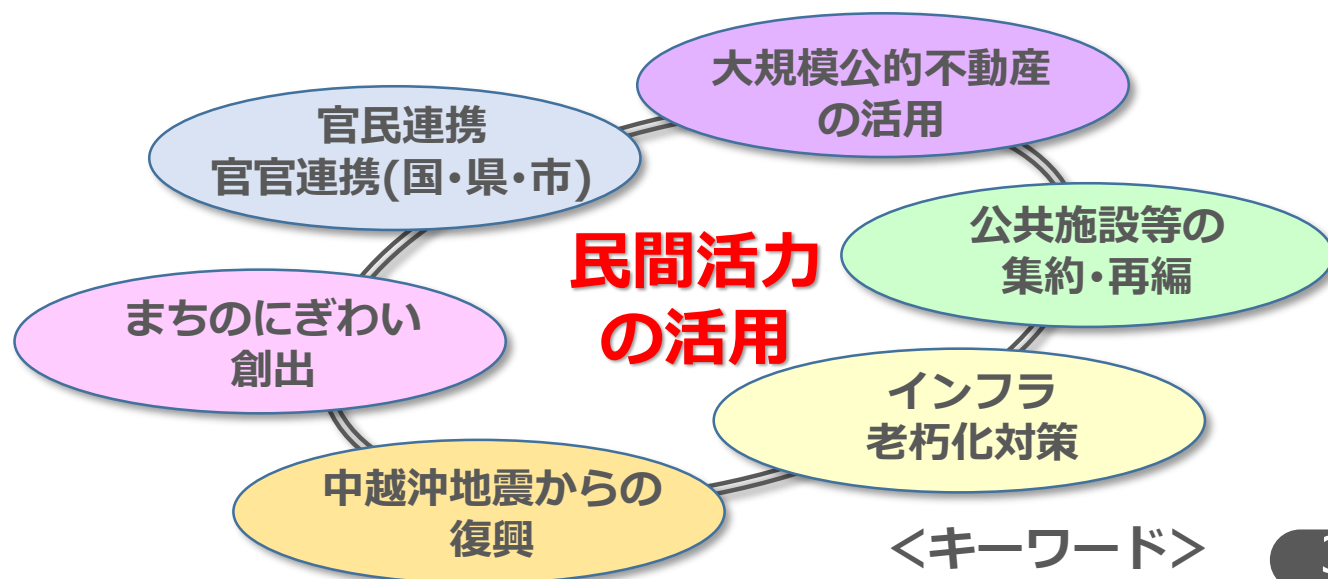 大規模公的不動産
の活用
官民連携
官官連携(国・県・市)
公共施設等の
集約・再編
民間活力
の活用
まちのにぎわい
創出
インフラ
老朽化対策
中越沖地震からの
復興
<キーワード>